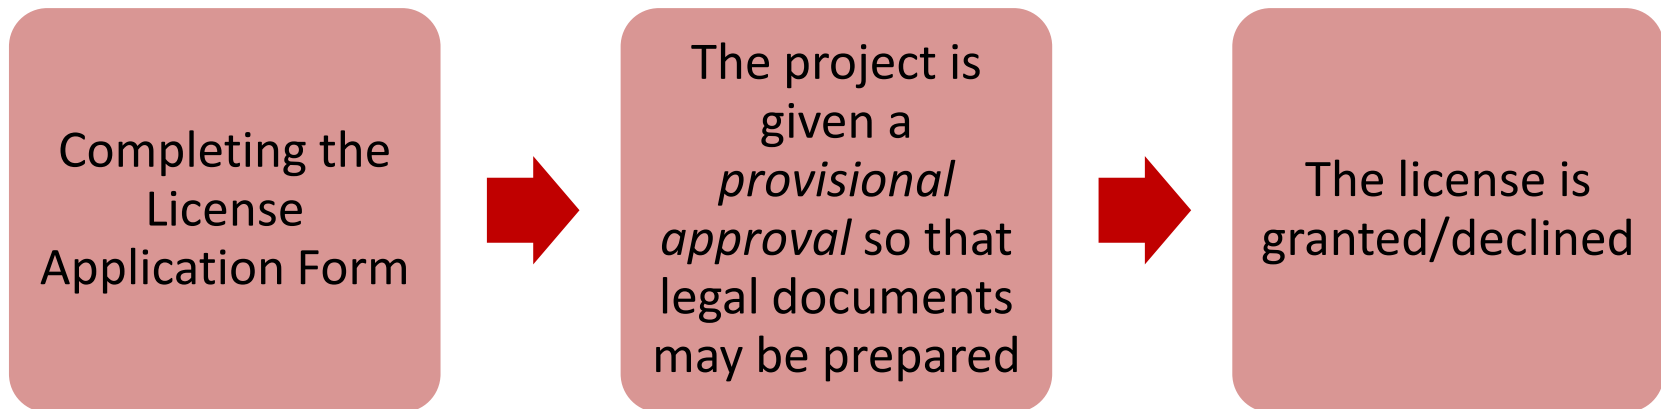 Completing the
License
Application Form
The project is
given a
provisional
approval so that
legal documents
may be prepared
The license is
granted/declined